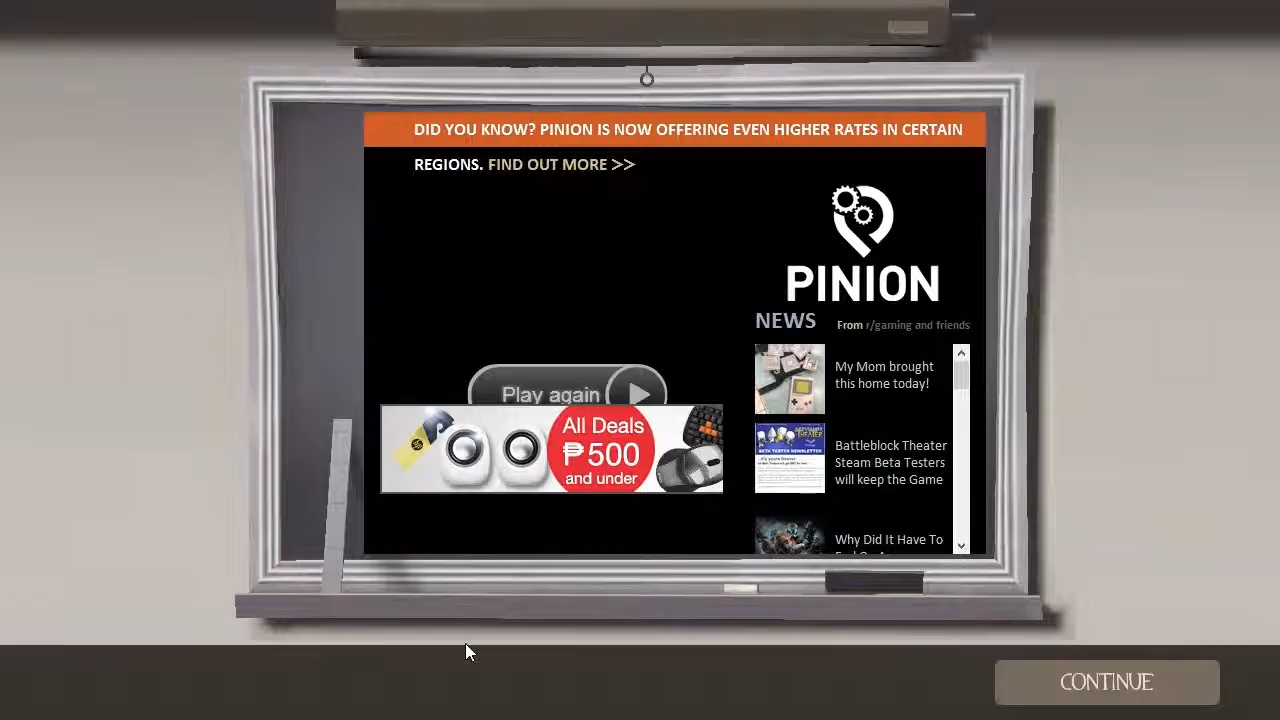 DID YOU KNOW? PINION IS NOW OFFERING EVEN HIGHER RATES IN CERTAIN
REGIONS. FIND OUT MORE >>
PINION
NEWS From r/gaming and friends
My Mom brought
this home today!
Play again
All Deals
₱500
and under
Battleblock Theater
Steam Beta Testers
will keep the Game
Why Did It Have To
CONTINUE